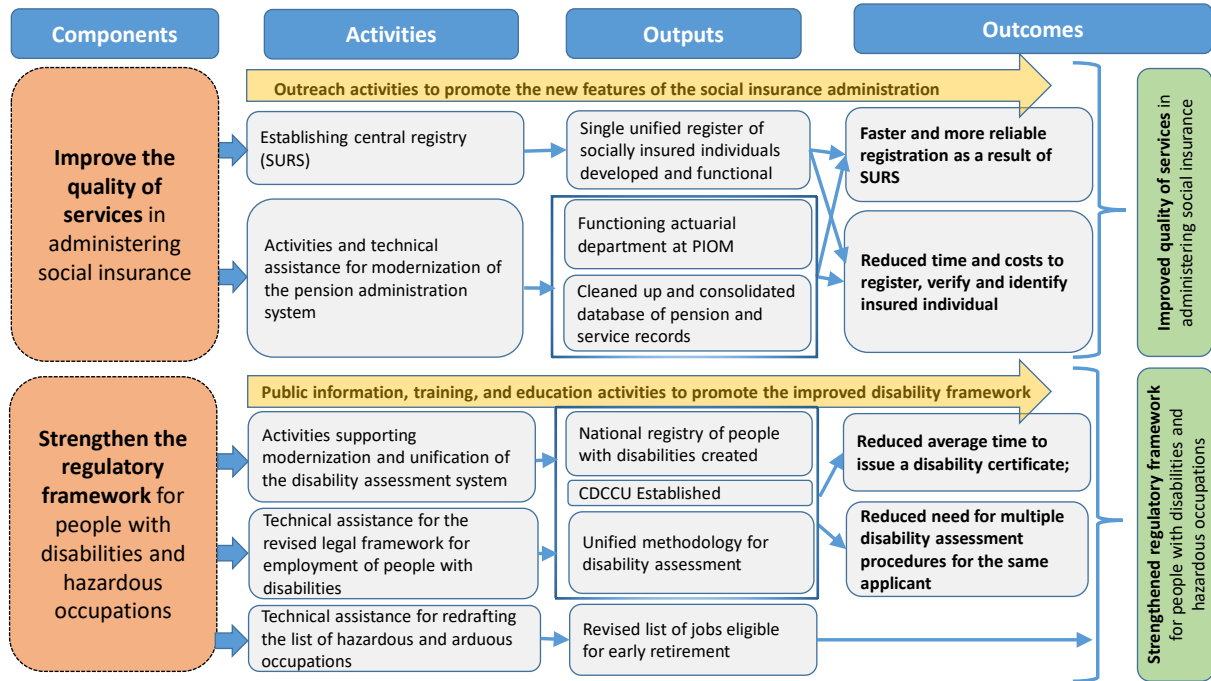 Components
Activities
Outputs
Outcomes
Outreach activities to promote the new features of the social insurance administration
Improve the
quality of
services in
administering
social insurance
Establishing central registry
(SURS)
Single unified register of
socially insured individuals
developed and functional
Faster and more reliable
registration as a result of
SURS
Activities and technical
assistance for modernization of
the pension administration
system
Functioning actuarial
department at PIOM
Cleaned up and consolidated
database of pension and
service records
Reduced time and costs to
register, verify and identify
insured individual
Improved quality of services in
administering social insurance
Public information, training, and education activities to promote the improved disability framework
Strengthen the
regulatory
framework for
people with
disabilities and
hazardous
occupations
Activities supporting
modernization and unification of
the disability assessment system
National registry of people
with disabilities created
CDCCU Established
Reduced average time to
issue a disability certificate;
Technical assistance for the
revised legal framework for
employment of people with
disabilities
Unified methodology for
disability assessment
Reduced need for multiple
disability assessment
procedures for the same
applicant
Technical assistance for redrafting
the list of hazardous and arduous
occupations
Revised list of jobs eligible
for early retirement
Strengthened regulatory framework
for people with disabilities and
hazardous occupations